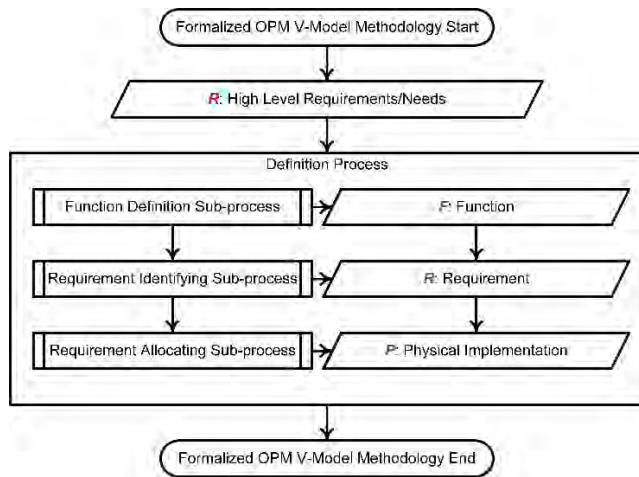 Formalized OPM V-Model Methodology Start
R: High Level Requirements/Needs
Definition Process
Function Definition Sub-process
F: Function
Requirement Identifying Sub-process
R: Requirement
Requirement Allocating Sub-process
P: Physical Implementation
Formalized OPM V-Model Methodology End